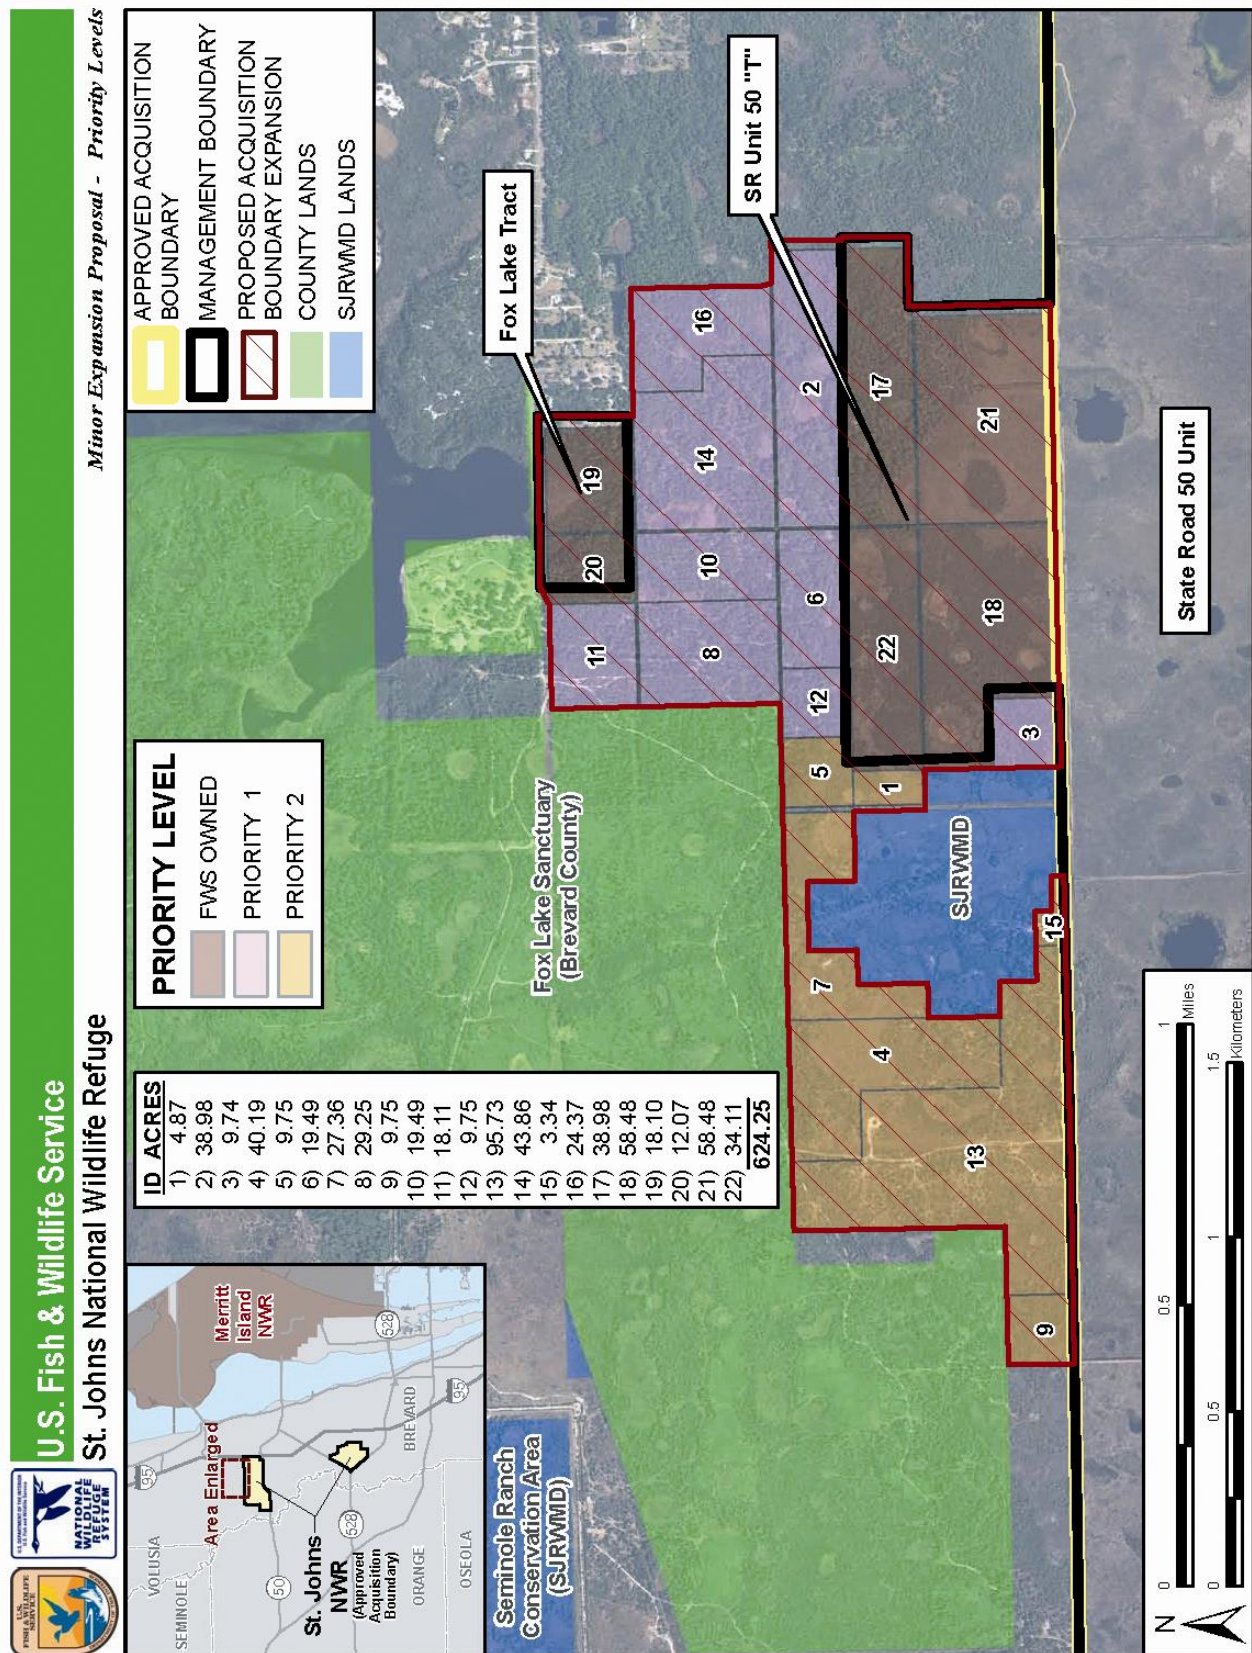 U.S. Fish & Wildlife Service
St. Johns National Wildlife Refuge
Minor Expansion Proposal - Priority Levels
U.S.
FISH & WILDLIFE
SERVICE
NATIONAL
WILDLIFE
REFUGE
SYSTEM
VOLUSIA
SEMINOLE
95
Area Enlarged
Merritt
Island
NWR
50
528
St. Johns
NWR
(Approved
Acquisition
Boundary)
528
BREVARD
ORANGE
95
OSEOLA
ID ACRES
1) 4.87
2) 38.98
3) 9.74
4) 40.19
5) 9.75
6) 19.49
7) 27.36
8) 29.25
9) 9.75
10) 19.49
11) 18.11
12) 9.75
13) 95.73
14) 43.86
15) 3.34
16) 24.37
17) 38.98
18) 58.48
19) 18.10
20) 12.07
21) 58.48
22) 34.11
624.25
PRIORITY LEVEL
FWS OWNED
PRIORITY 1
PRIORITY 2
APPROVED ACQUISITION
BOUNDARY
MANAGEMENT BOUNDARY
PROPOSED ACQUISITION
BOUNDARY EXPANSION
COUNTY LANDS
SJRWMD LANDS
Seminole Ranch
Conservation Area
(SJRWMD)
Fox Lake Sanctuary
(Brevard County)
Fox Lake Tract
SR Unit 50 "T"
SJRWMD
State Road 50 Unit
11
20
19
8
10
14
16
12
6
2
5
7
4
13
1
22
17
9
15
3
18
21
N
0
0.5
1
Miles
0
0.5
1
1.5
Kilometers